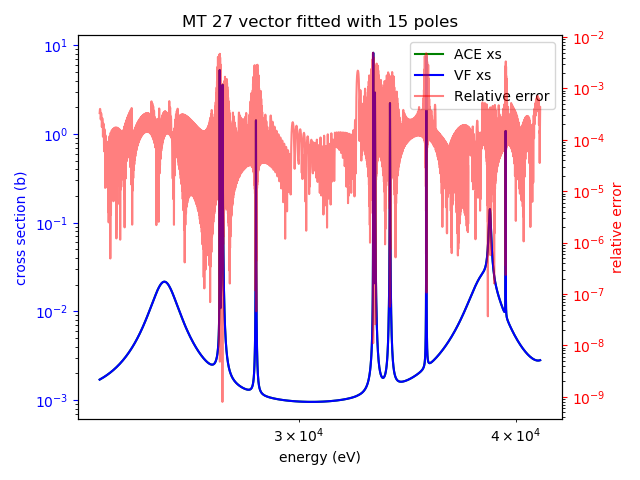 MT 27 vector fitted with 15 poles
ACE xs
VF xs
Relative error
cross section (b)
10¹
10⁰
10⁻¹
10⁻²
10⁻³
10⁻²
10⁻³
10⁻⁴
10⁻⁵
10⁻⁶
10⁻⁷
10⁻⁸
10⁻⁹
relative error
3 × 10⁴
4 × 10⁴
energy (eV)